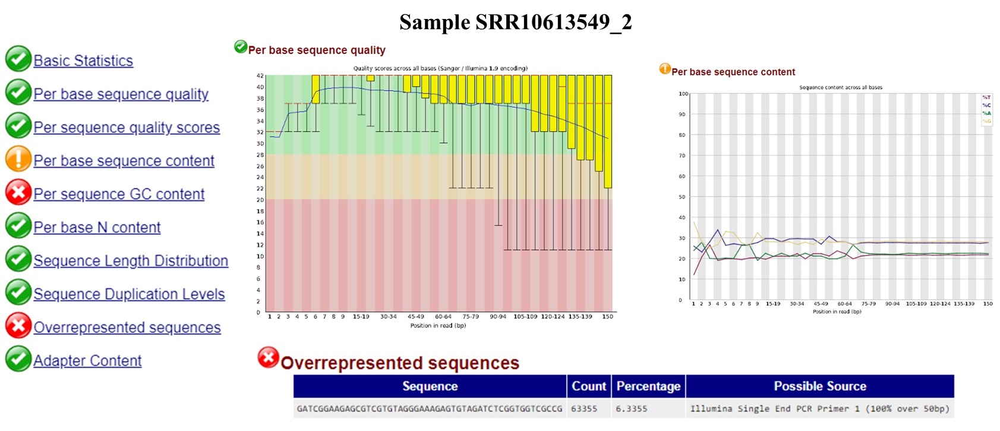 Sample SRR10613549_2
Basic Statistics
Per base sequence quality
Per sequence quality scores
Per base sequence content
Per sequence GC content
Per base N content
Sequence Length Distribution
Sequence Duplication Levels
Overrepresented sequences
Adapter Content
Per base sequence quality
Quality scores across all bases (Sanger / Illumina 1.9 encoding)
42
40
38
36
34
32
30
28
26
24
22
20
18
16
14
12
10
8
6
4
2
0
1 2 3 4 5 6 7 8 9 15-19 30-34 45-49 60-64 75-79 90-94 105-109 120-124 135-139 150
Position in read (bp)
Per base sequence content
Sequence content across all bases
100
90
80
70
60
50
40
30
20
10
0
%T
%C
%A
%G
1 2 3 4 5 6 7 8 9 15-19 30-34 45-49 60-64 75-79 90-94 105-109 120-124 135-139 150
Position in read (bp)
Overrepresented sequences
Sequence Count Percentage Possible Source
GATCGGAAGAGCGTCGTGTAGGGAAAGAGTGTAGATCTCGGTGGTCGCCG 63355 6.3355 Illumina Single End PCR Primer 1 (100% over 50bp)